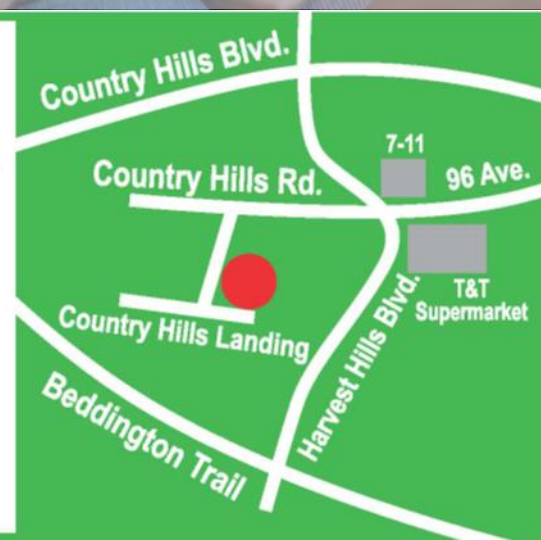 Country Hills Blvd.
7-11
Country Hills Rd.
96 Ave.
T&T
Supermarket
Country Hills Landing
Harvest Hills Blvd.
Beddington Trail